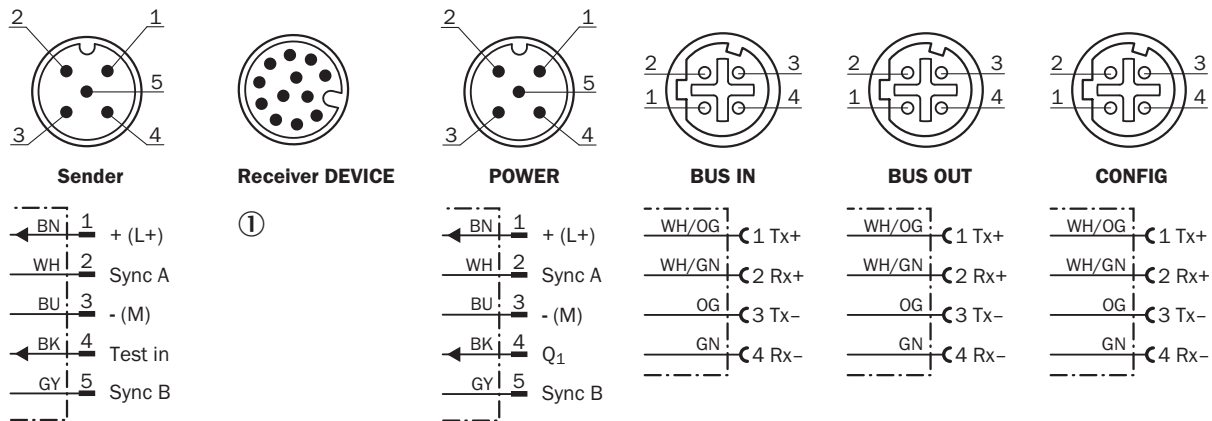 2 1
5
3 4
Sender
BN 1 + (L+)
WH 2 Sync A
BU 3 - (M)
BK 4 Test in
GY 5 Sync B
Receiver DEVICE
①
2 1
5
3 4
POWER
BN 1 + (L+)
WH 2 Sync A
BU 3 - (M)
BK 4 Q₁
GY 5 Sync B
2 3
1 4
BUS IN
WH/OG 1 Tx+
WH/GN 2 Rx+
OG 3 Tx–
GN 4 Rx–
2 3
1 4
BUS OUT
WH/OG 1 Tx+
WH/GN 2 Rx+
OG 3 Tx–
GN 4 Rx–
2 3
1 4
CONFIG
WH/OG 1 Tx+
WH/GN 2 Rx+
OG 3 Tx–
GN 4 Rx–